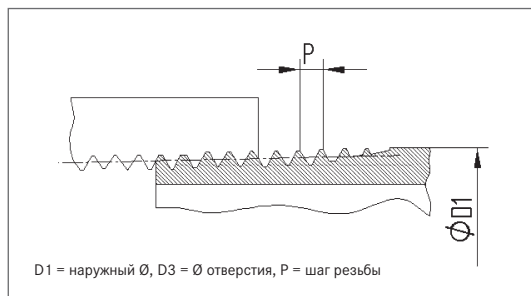 P
ØD1
D1 = наружный Ø, D3 = Ø отверстия, P = шаг резьбы